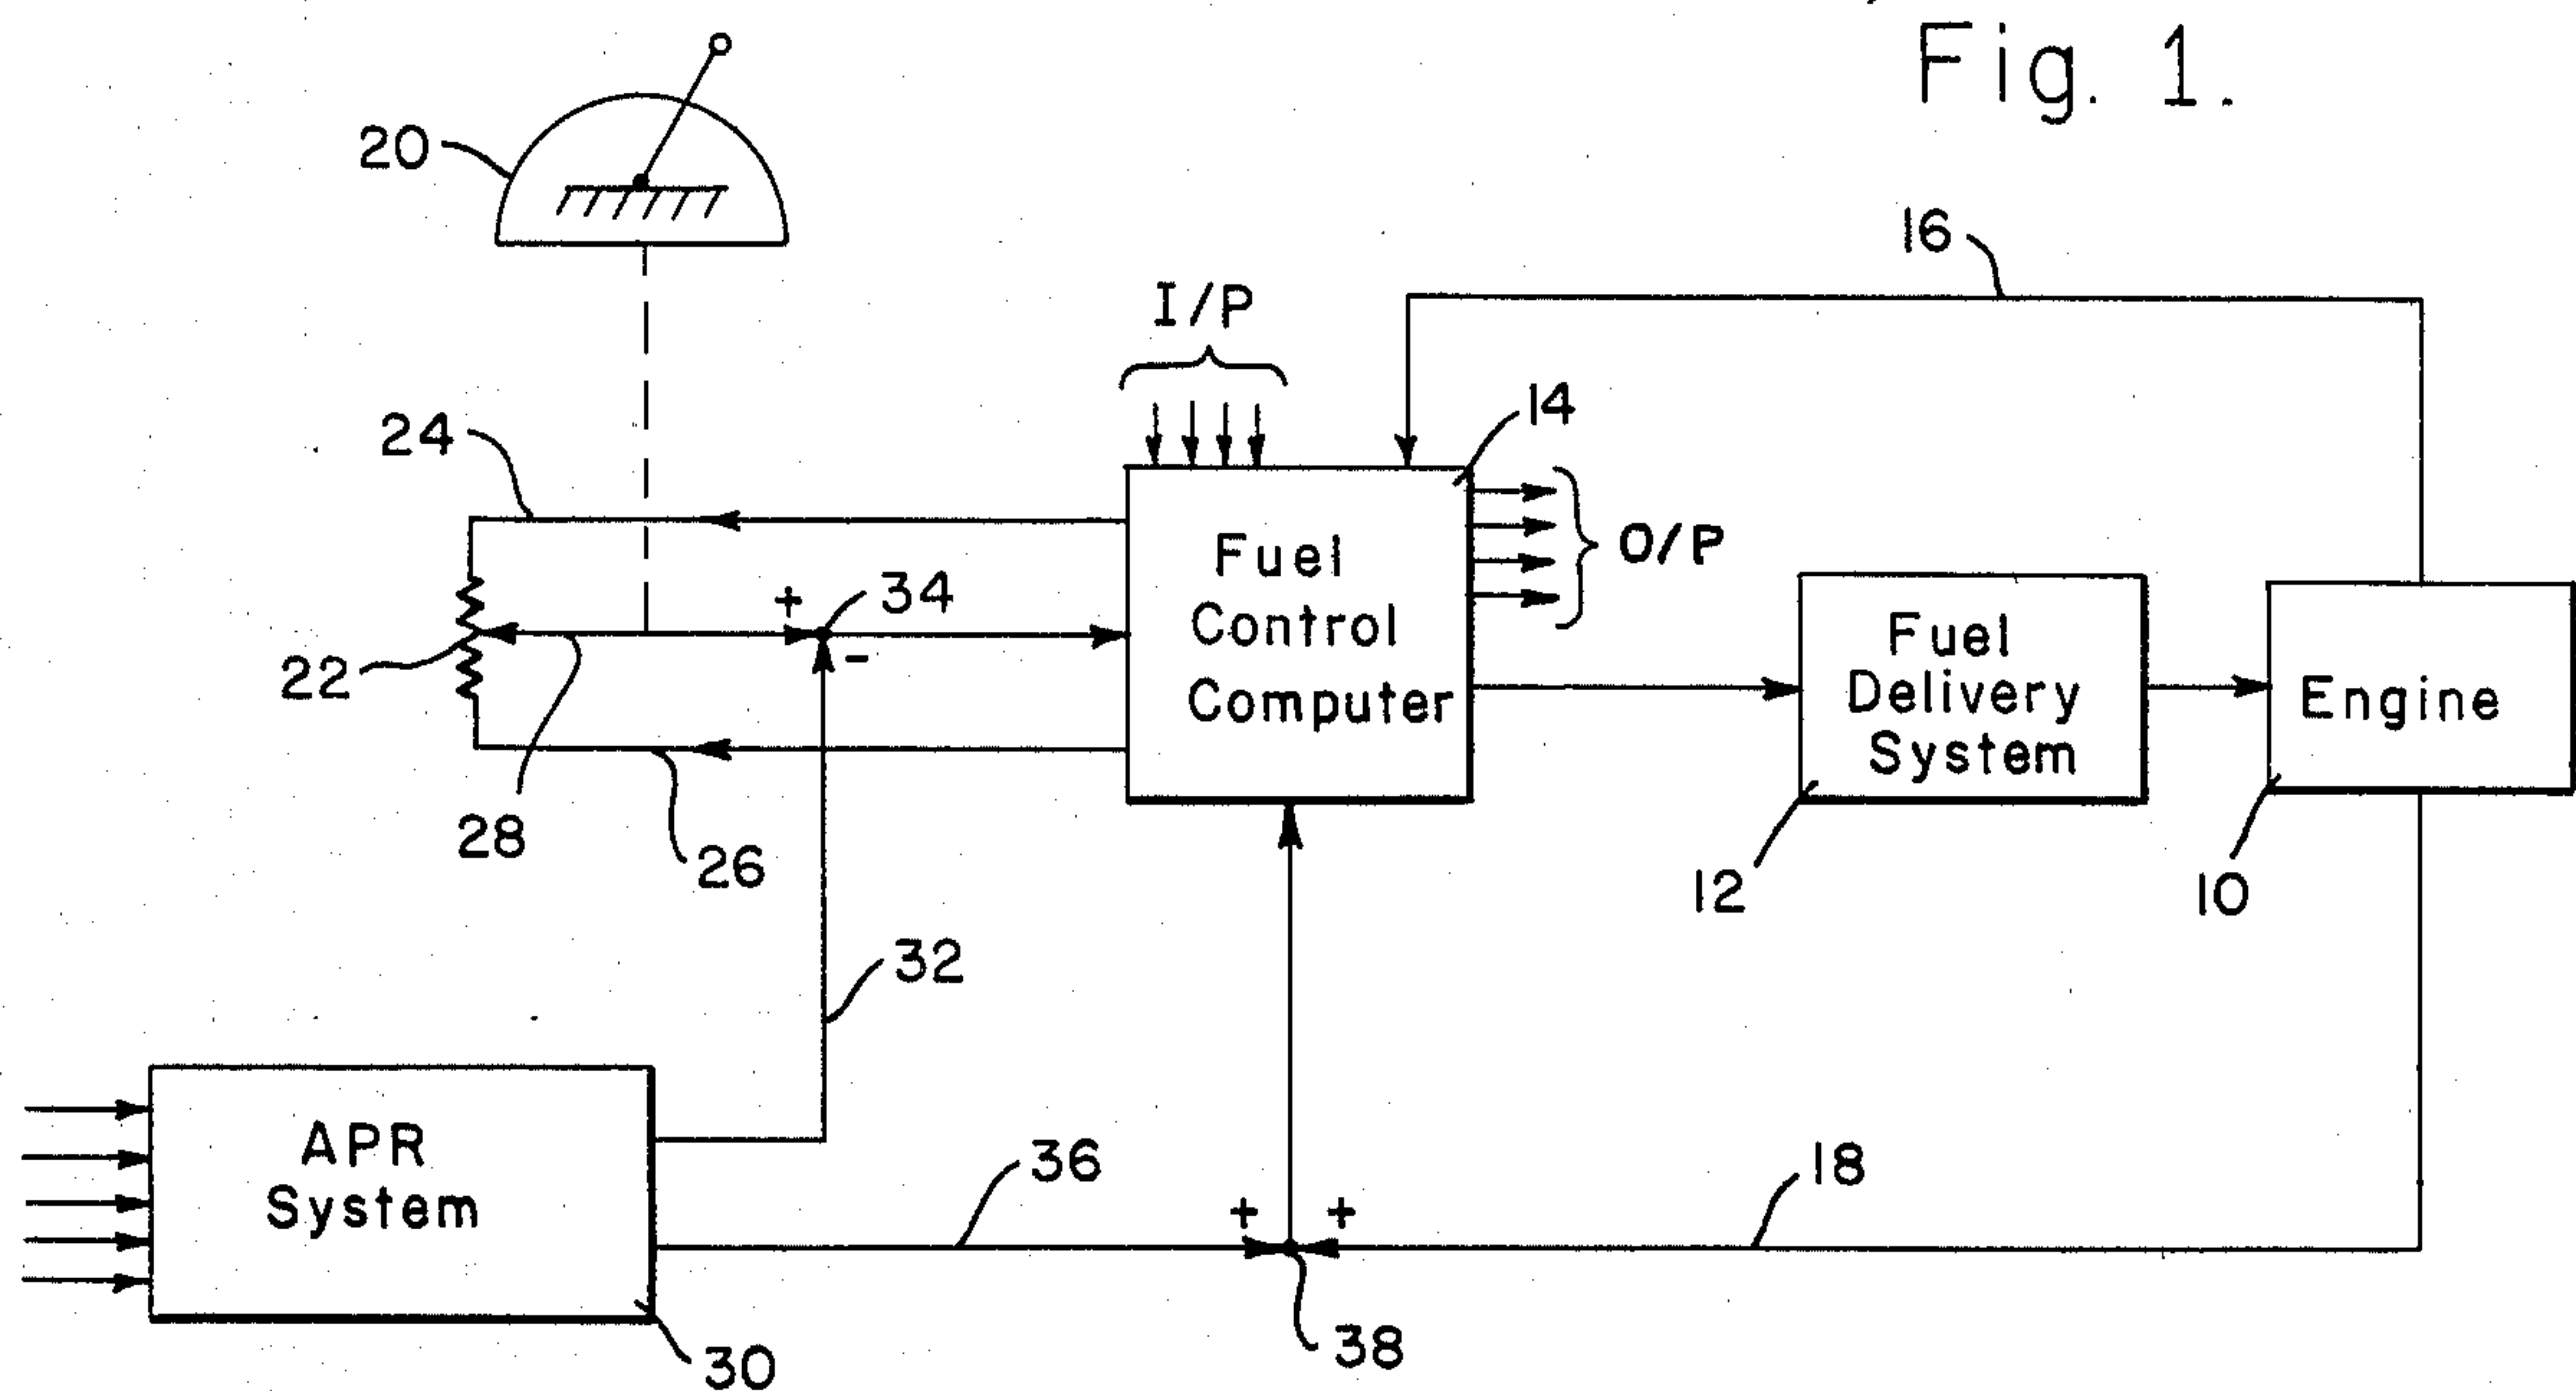 Fig. 1.
20
16
I/P
14
24
O/P
Fuel
Control
Computer
+
34
-
22
Fuel
Delivery
System
Engine
28
26
12
10
32
APR
System
36
18
+
+
38
30